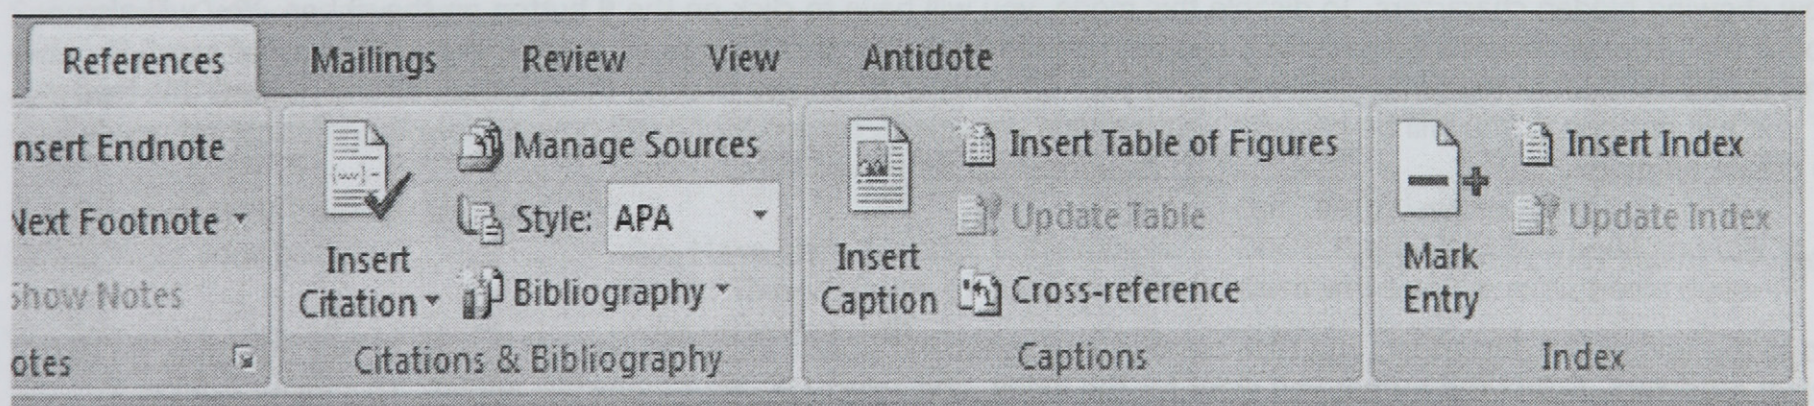 References Mailings Review View Antidote
nsert Endnote
Next Footnote
Show Notes
otes
Insert
Citation
Manage Sources
Style: APA
Bibliography
Citations & Bibliography
Insert
Caption
Insert Table of Figures
Update Table
Cross-reference
Captions
Mark
Entry
Insert Index
Update Index
Index